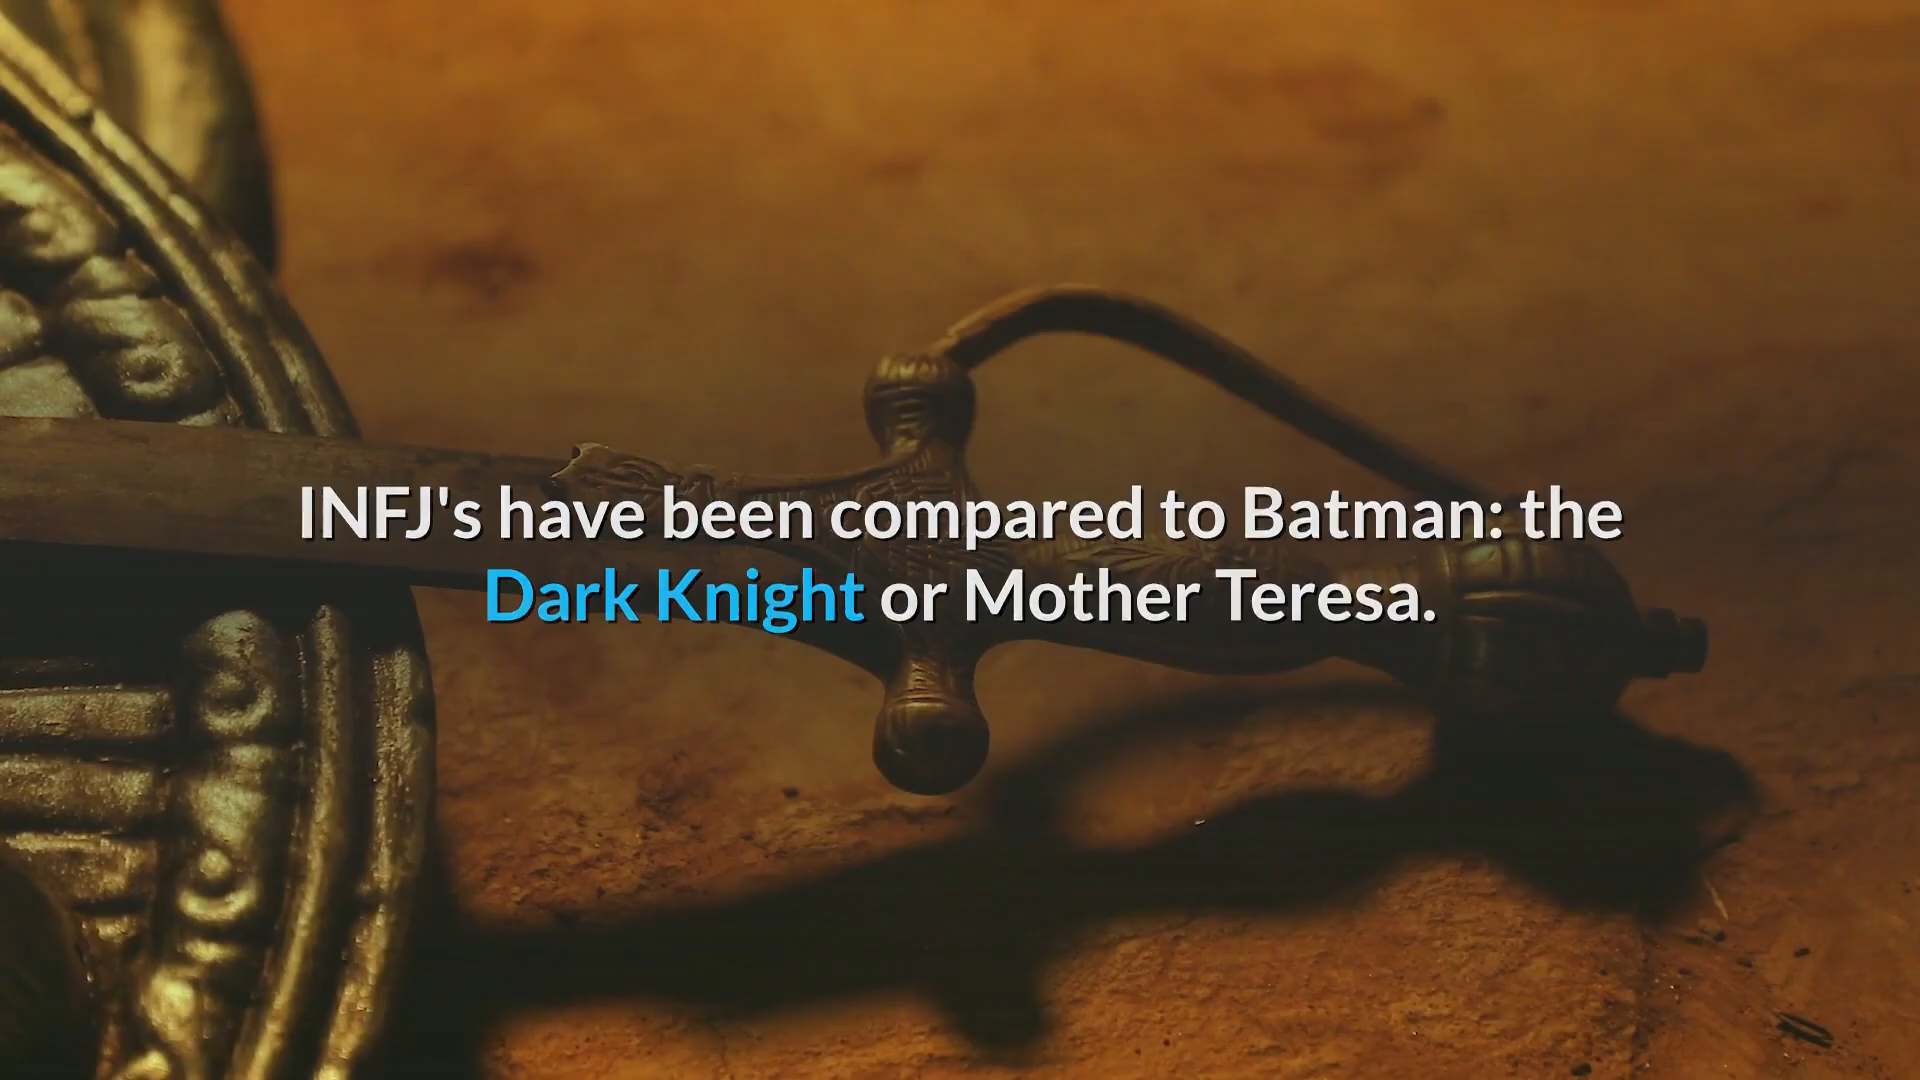 INFJ's have been compared to Batman: the
Dark Knight or Mother Teresa.